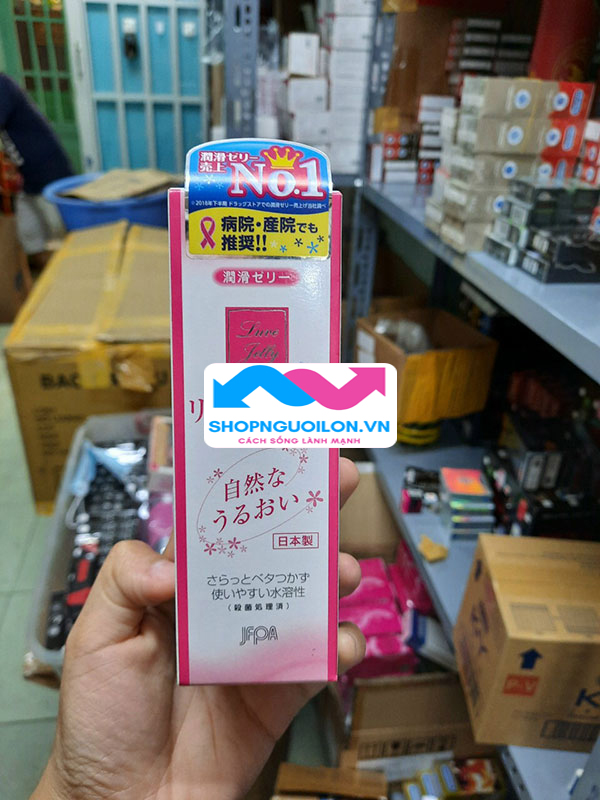 潤滑ゼリー
売上
No.1
※2016年下半期 ドラッグストアでの潤滑ゼリー売上げ当社調べ
病院・産院でも
推奨!!
潤滑ゼリー
Luve
Jelly
リ
SHOPNGUOILON.VN
CÁCH SỐNG LÀNH MẠNH
自然な
うるおい
日本製
さらっとベタつかず
使いやすい水溶性
(殺菌処理済)
JFPA
P/V
K